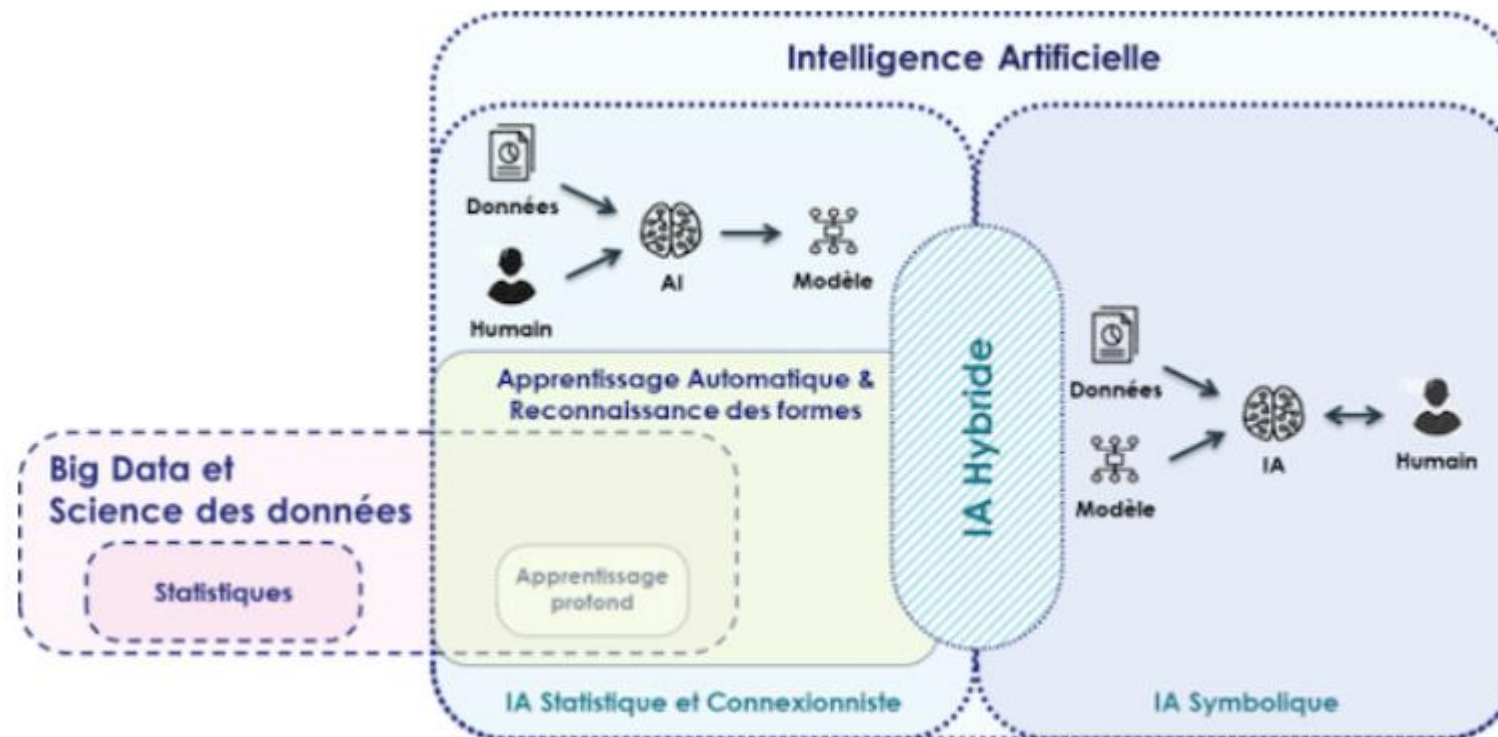 Intelligence Artificielle
Données
Humain
AI
Modèle
Apprentissage Automatique &
Reconnaissance des formes
Big Data et
Science des données
Statistiques
Apprentissage
profond
IA Statistique et Connexionniste
IA Hybride
Données
Modèle
IA
Humain
IA Symbolique